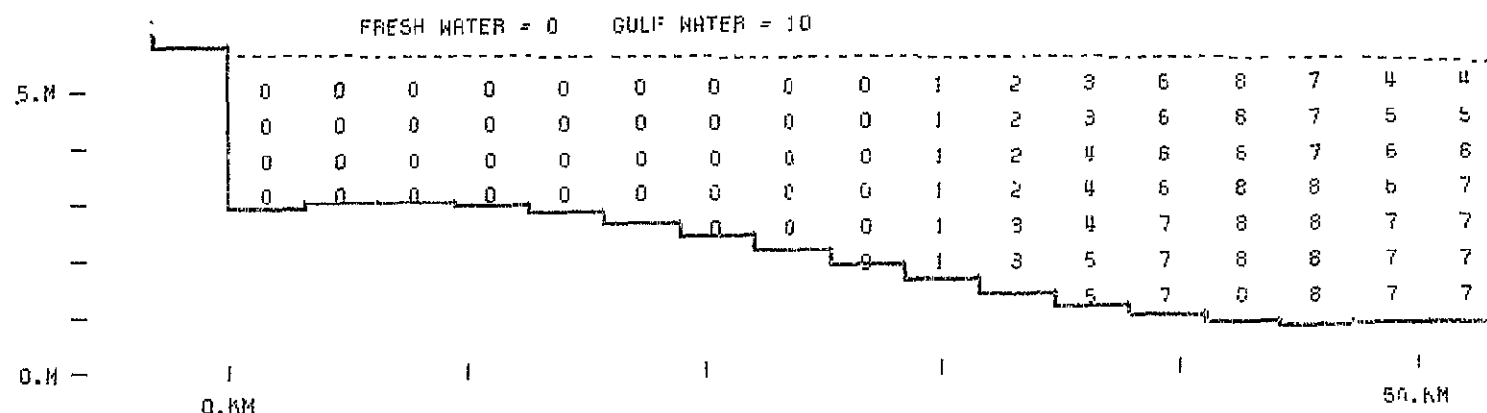 FRESH WATER = 0 GULF WATER = 10
5.M 0 0 0 0 0 0 0 0 0 1 2 3 6 8 7 4 4
0 0 0 0 0 0 0 0 0 1 2 3 6 8 7 5 5
0 0 0 0 0 0 0 0 0 1 2 4 6 6 7 6 6
0 0 0 0 0 0 0 0 0 1 2 4 6 8 8 6 7
0 0 0 1 3 4 7 8 8 7 7
0 1 3 5 7 8 8 7 7
5 7 0 8 7 7
0.M
0.KM 50.KM